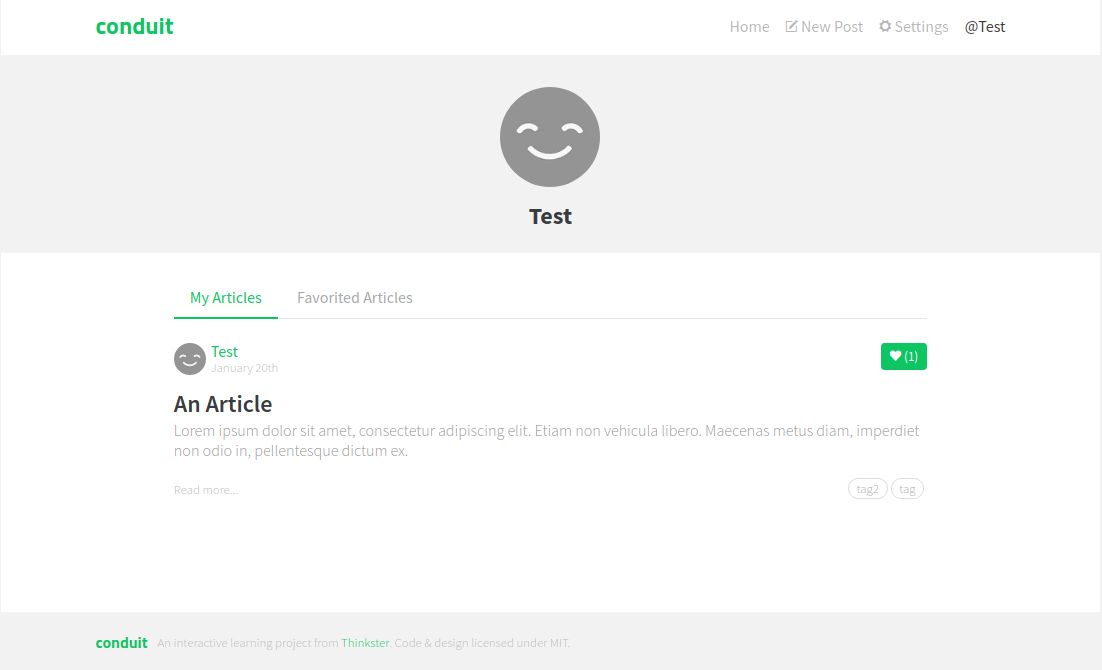 conduit
Home New Post Settings @Test
Test
My Articles Favorited Articles
Test
January 20th
(1)
An Article
Lorem ipsum dolor sit amet, consectetur adipiscing elit. Etiam non vehicula libero. Maecenas metus diam, imperdiet
non odio in, pellentesque dictum ex.
Read more...
tag2 tag
conduit An interactive learning project from Thinkster. Code & design licensed under MIT.